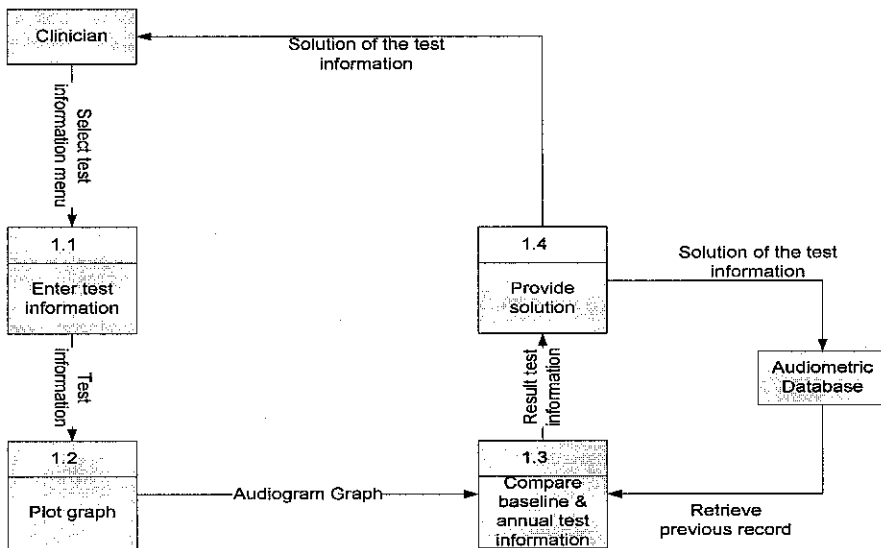 Clinician
Solution of the test
information
Select test
information menu
1.1
Enter test
information
1.4
Provide
solution
Solution of the test
information
Test
information
Result test
information
Audiometric
Database
1.2
Plot graph
Audiogram Graph
1.3
Compare
baseline &
annual test
information
Retrieve
previous record